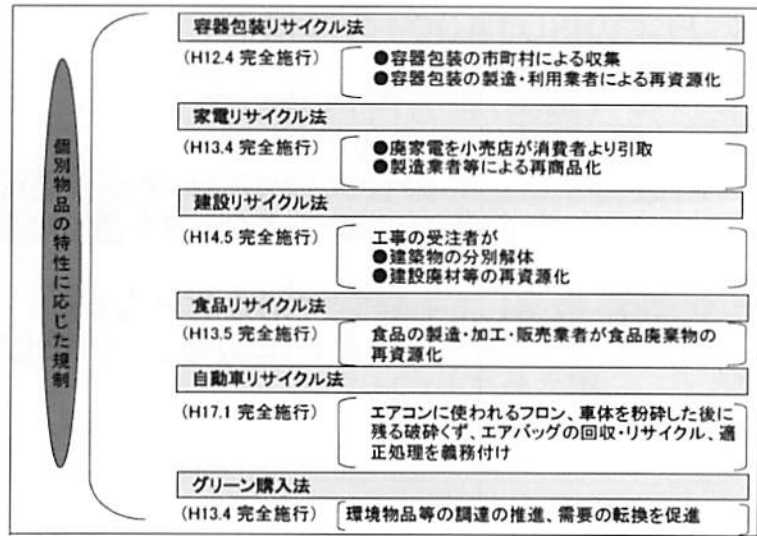 個別物品の特性に応じた規制
容器包装リサイクル法
(H12.4 完全施行)
●容器包装の市町村による収集
●容器包装の製造・利用業者による再資源化
家電リサイクル法
(H13.4 完全施行)
●廃家電を小売店が消費者より引取
●製造業者等による再商品化
建設リサイクル法
(H14.5 完全施行)
工事の受注者が
●建築物の分別解体
●建設廃材等の再資源化
食品リサイクル法
(H13.5 完全施行)
食品の製造・加工・販売業者が食品廃棄物の
再資源化
自動車リサイクル法
(H17.1 完全施行)
エアコンに使われるフロン、車体を粉砕した後に
残る破砕くず、エアバッグの回収・リサイクル、適
正処理を義務付け
グリーン購入法
(H13.4 完全施行)
環境物品等の調達の推進、需要の転換を促進